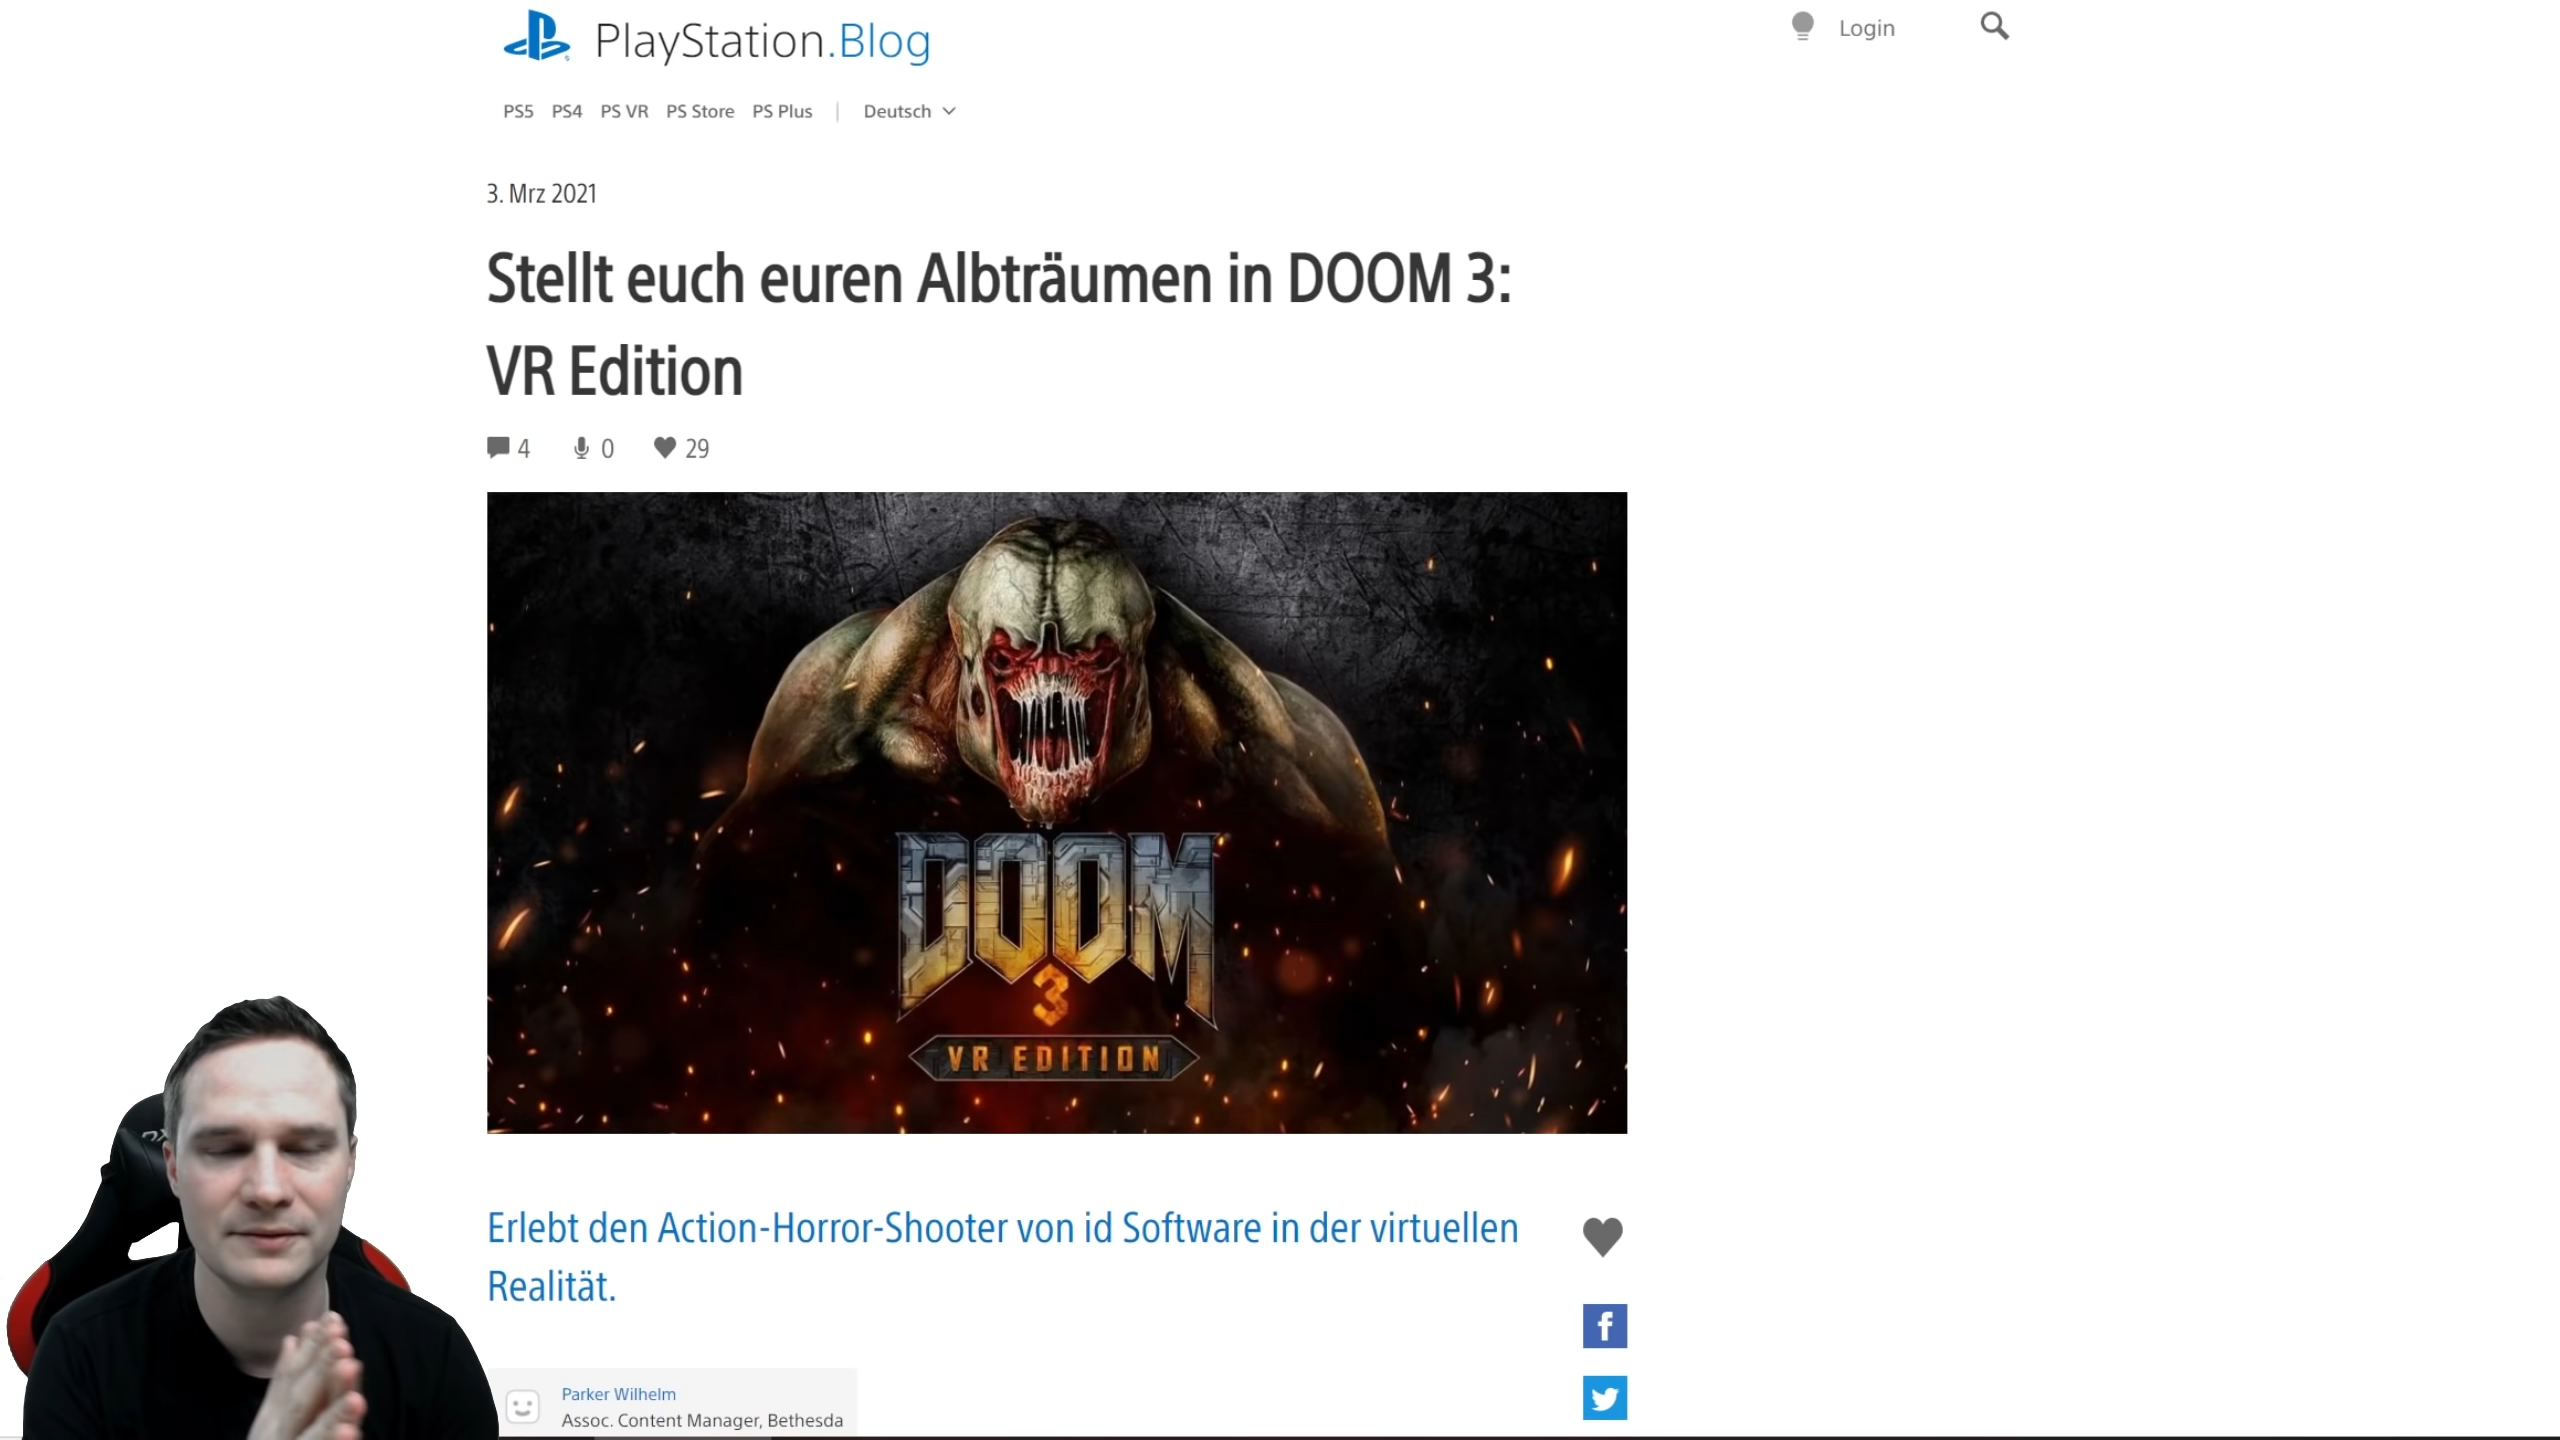 PlayStation.Blog
Login
PS5 PS4 PS VR PS Store PS Plus | Deutsch
3. Mrz 2021
Stellt euch euren Albträumen in DOOM 3:
VR Edition
4 0 29
DOOM
3
VR EDITION
Erlebt den Action-Horror-Shooter von id Software in der virtuellen
Realität.
Parker Wilhelm
Assoc. Content Manager, Bethesda